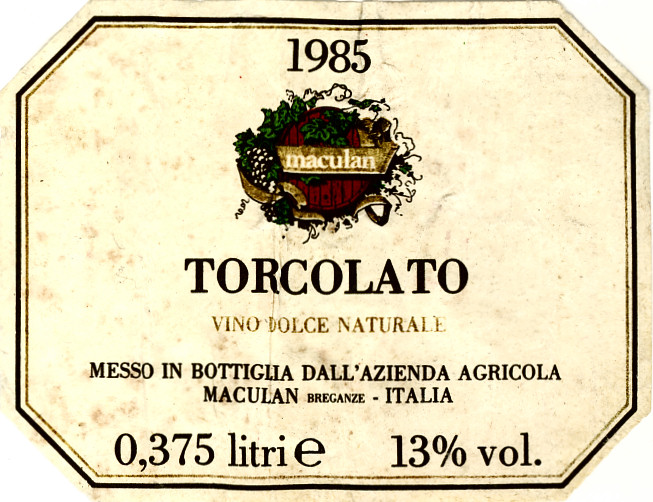 1985
maculan
TORCOLATO
VINO DOLCE NATURALE
MESSO IN BOTTIGLIA DALL'AZIENDA AGRICOLA
MACULAN BREGANZE - ITALIA
0,375 litri e 13% vol.